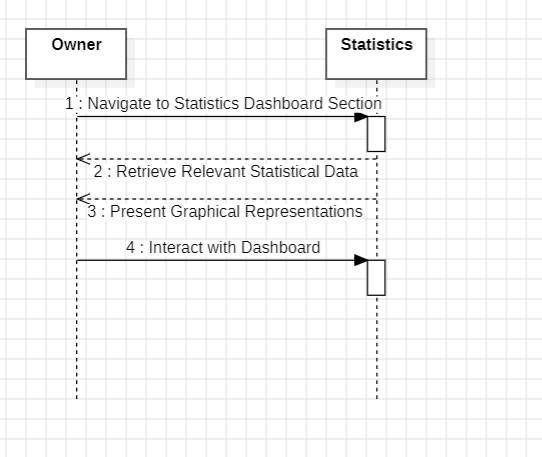 Owner
Statistics
1 : Navigate to Statistics Dashboard Section
2 : Retrieve Relevant Statistical Data
3 : Present Graphical Representations
4 : Interact with Dashboard